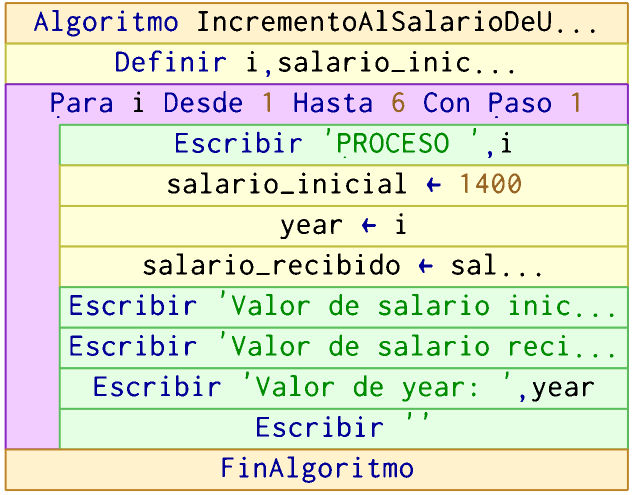 Algoritmo IncrementoAlSalarioDeU...
Definir i,salario_inic...
Para i Desde 1 Hasta 6 Con Paso 1
Escribir 'PROCESO ',i
salario_inicial ← 1400
year ← i
salario_recibido ← sal...
Escribir 'Valor de salario inic...
Escribir 'Valor de salario reci...
Escribir 'Valor de year: ',year
Escribir ''
FinAlgoritmo